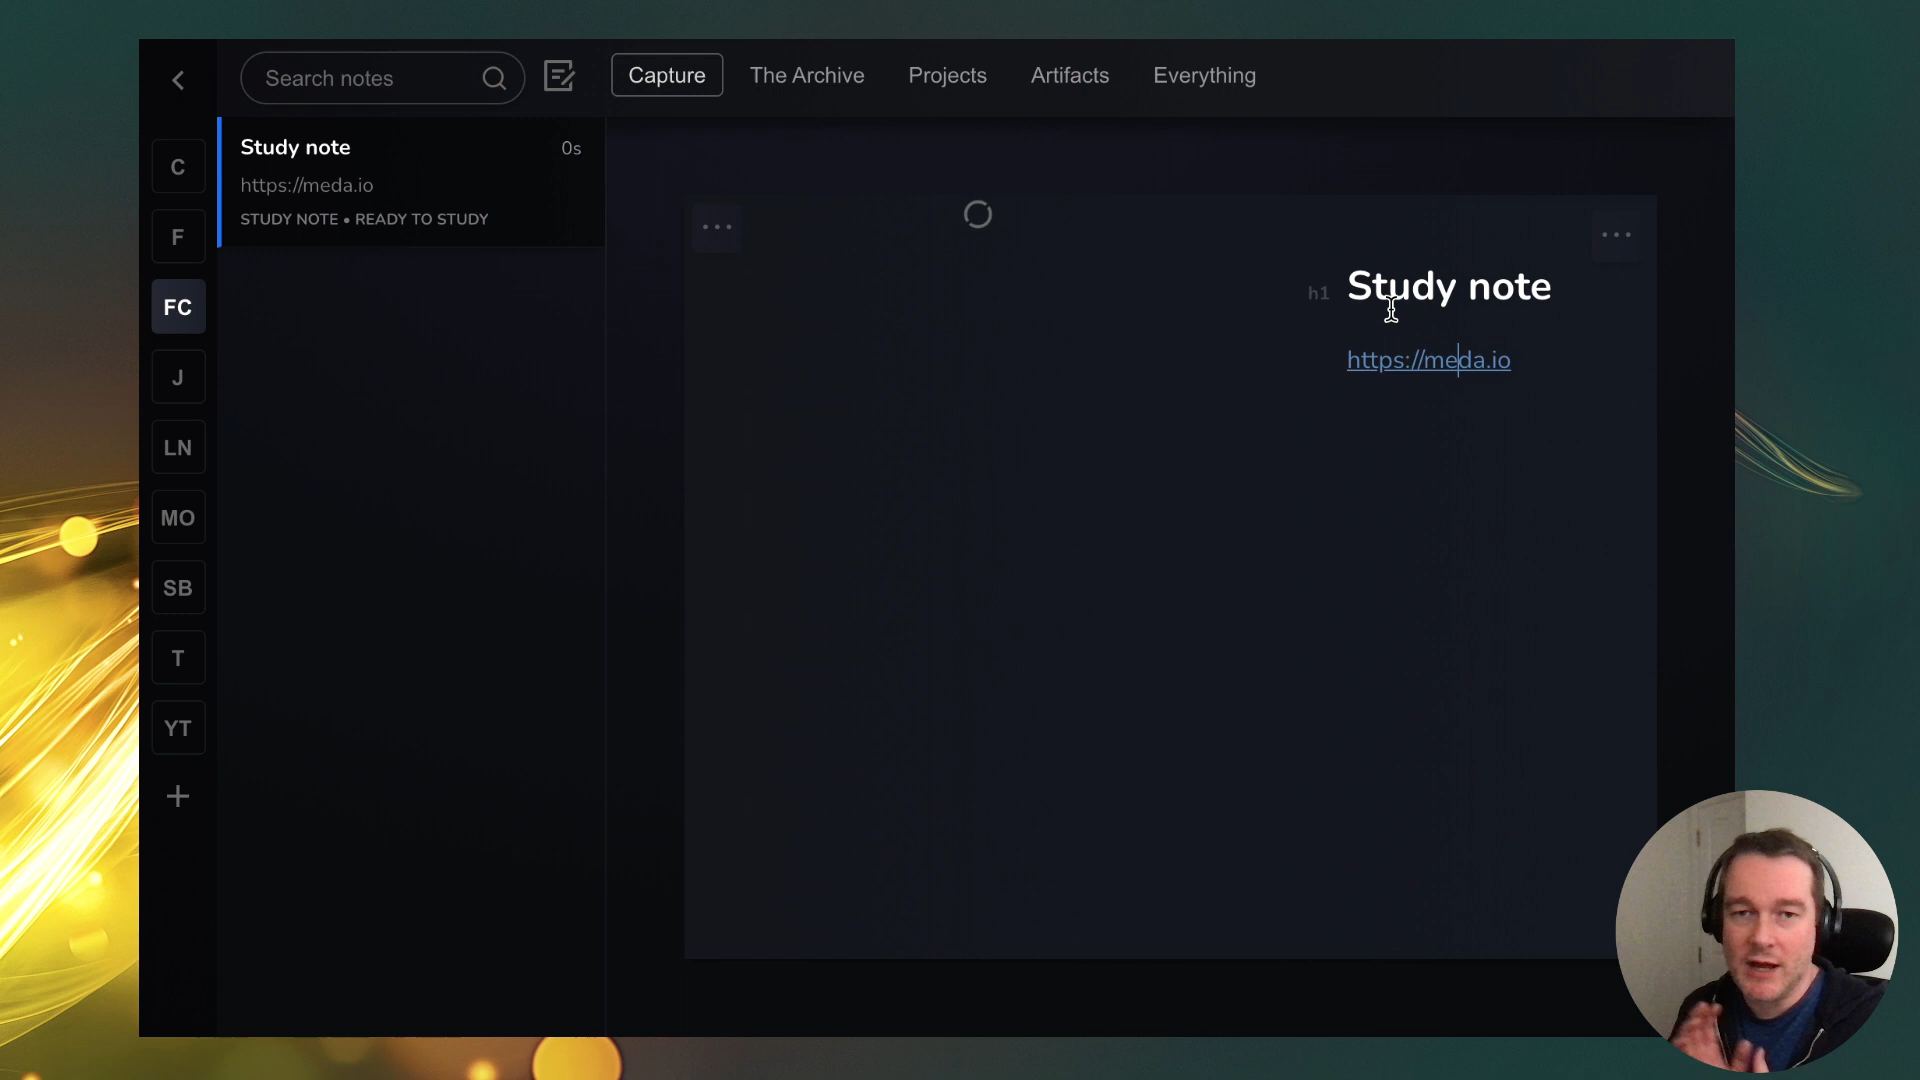 Search notes
Capture
The Archive
Projects
Artifacts
Everything
C
F
FC
J
LN
MO
SB
T
YT
Study note
0s
https://meda.io
STUDY NOTE • READY TO STUDY
h1 Study note
https://meda.io